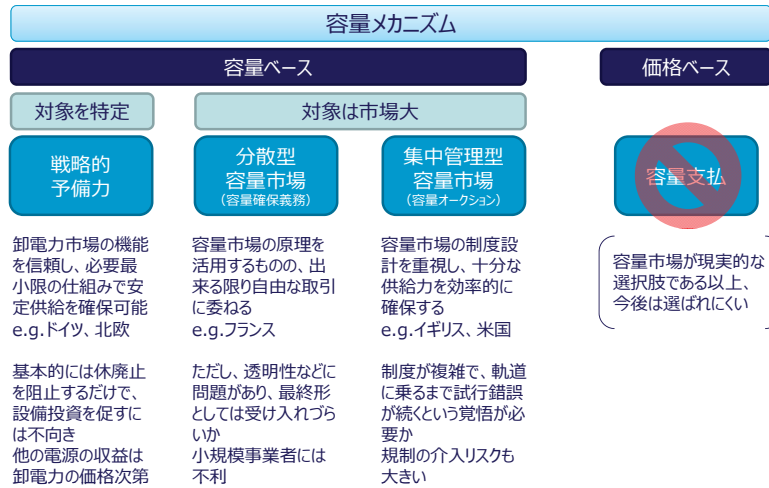 容量メカニズム
容量ベース
価格ベース
対象を特定
対象は市場大
戦略的
予備力
分散型
容量市場
(容量確保義務)
集中管理型
容量市場
(容量オークション)
容量支払
卸電力市場の機能
を信頼し、必要最
小限の仕組みで安
定供給を確保可能
e.g.ドイツ、北欧
容量市場の原理を
活用するものの、出
来る限り自由な取引
に委ねる
e.g.フランス
容量市場の制度設
計を重視し、十分な
供給力を効率的に
確保する
e.g.イギリス、米国
容量市場が現実的な
選択肢である以上、
今後は選ばれにくい
基本的には休廃止
を阻止するだけで、
設備投資を促すに
は不向き
他の電源の収益は
卸電力の価格次第
ただし、透明性などに
問題があり、最終形
としては受け入れづら
いか
小規模事業者には
不利
制度が複雑で、軌道
に乗るまで試行錯誤
が続くという覚悟が必
要か
規制の介入リスクも
大きい